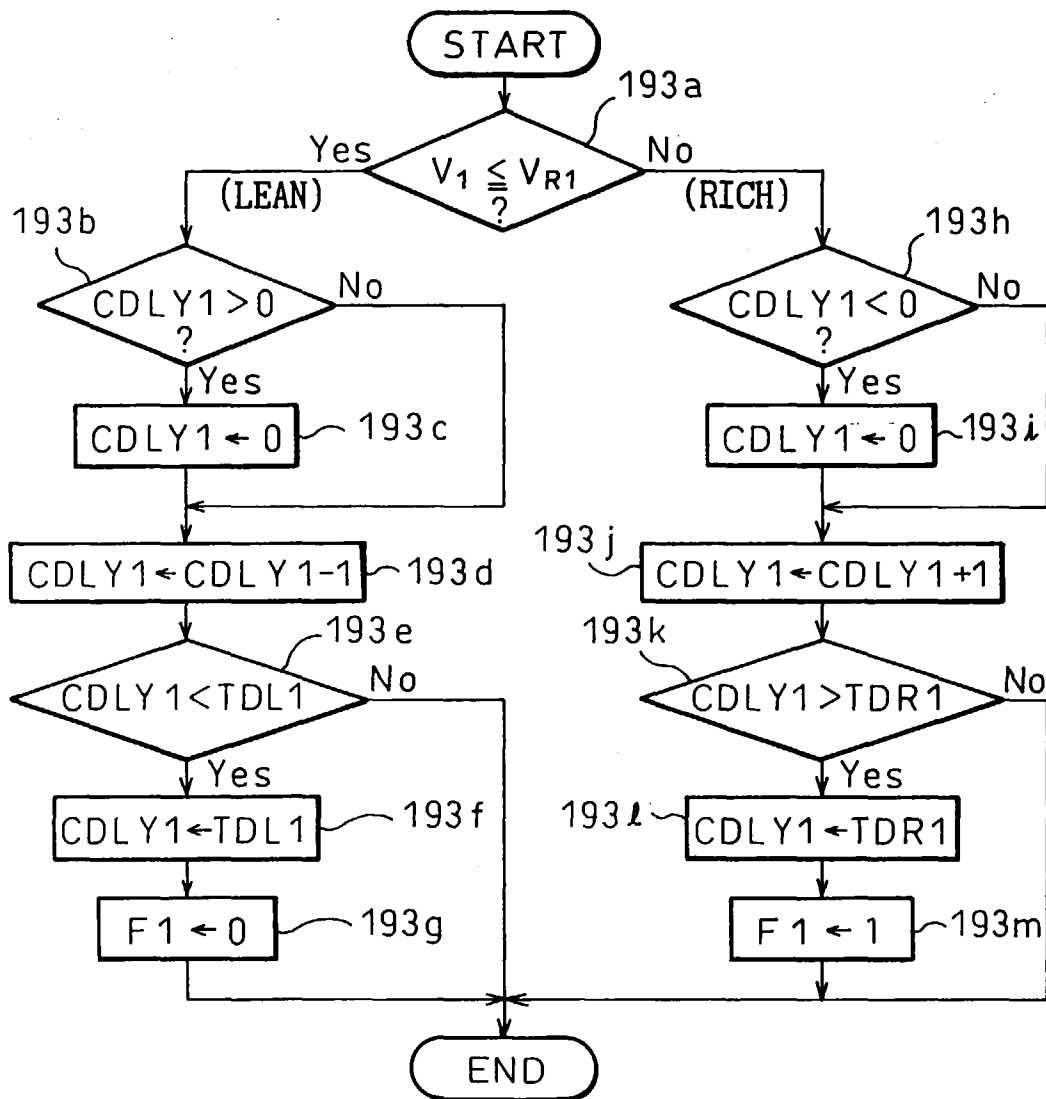 START
193a
Yes
V1 ≦ VR1
?
No
(LEAN)
(RICH)
193b
CDLY1>0
?
No
Yes
CDLY1←0
193c
CDLY1←CDLY1-1
193d
193e
CDLY1<TDL1
No
Yes
CDLY1←TDL1
193f
F1←0
193g
193h
CDLY1<0
?
No
Yes
CDLY1←0
193i
193j
CDLY1←CDLY1+1
193k
CDLY1>TDR1
No
Yes
193l
CDLY1←TDR1
F1←1
193m
END